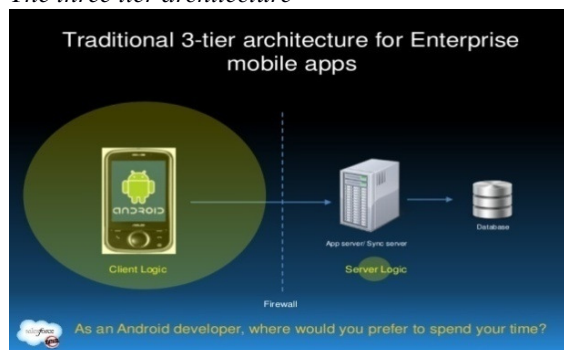 The three tier architecture
Traditional 3-tier architecture for Enterprise
mobile apps
ANDROID
App server/ Sync server
Database
Client Logic
Server Logic
Firewall
salesforce
As an Android developer, where would you prefer to spend your time?